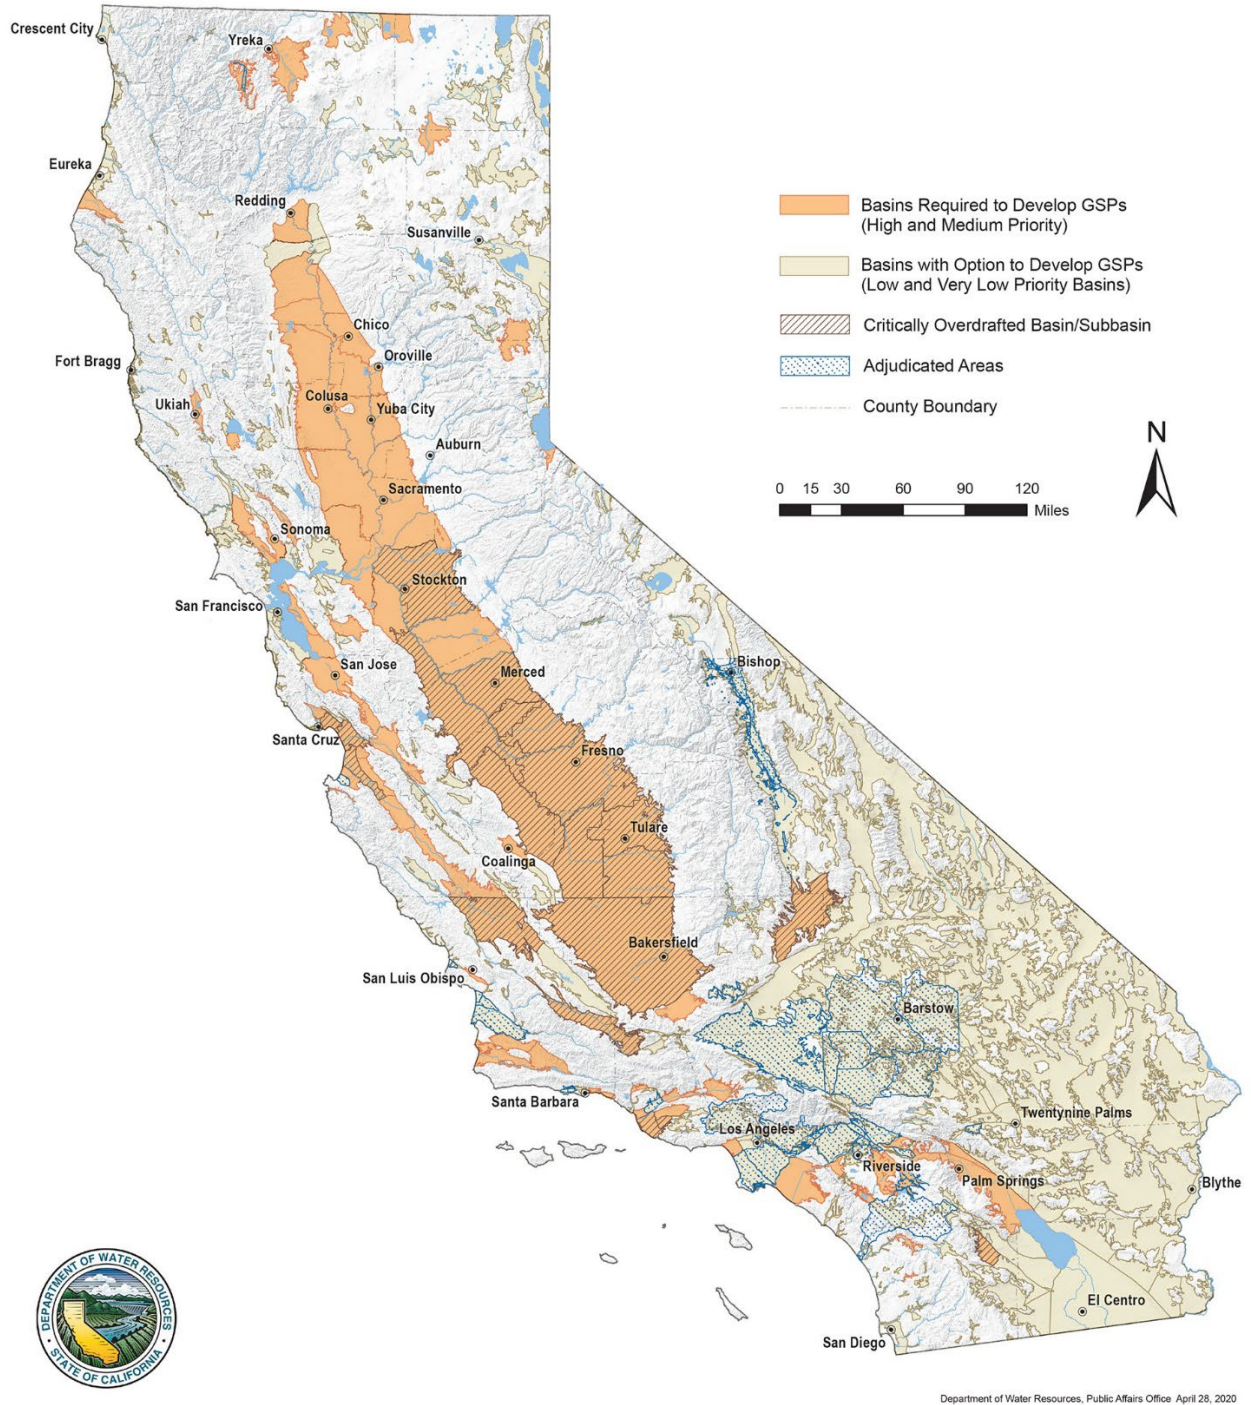 Crescent City
Yreka
Eureka
Redding
Susanville
Chico
Fort Bragg
Oroville
Ukiah
Colusa
Yuba City
Auburn
Sacramento
Sonoma
Stockton
San Francisco
San Jose
Merced
Bishop
Santa Cruz
Fresno
Tulare
Coalinga
Bakersfield
San Luis Obispo
Barstow
Santa Barbara
Los Angeles
Twentynine Palms
Riverside
Palm Springs
Blythe
El Centro
San Diego
Basins Required to Develop GSPs
(High and Medium Priority)
Basins with Option to Develop GSPs
(Low and Very Low Priority Basins)
Critically Overdrafted Basin/Subbasin
Adjudicated Areas
County Boundary
N
0 15 30 60 90 120
Miles
DEPARTMENT OF WATER RESOURCES
STATE OF CALIFORNIA
Department of Water Resources, Public Affairs Office April 28, 2020